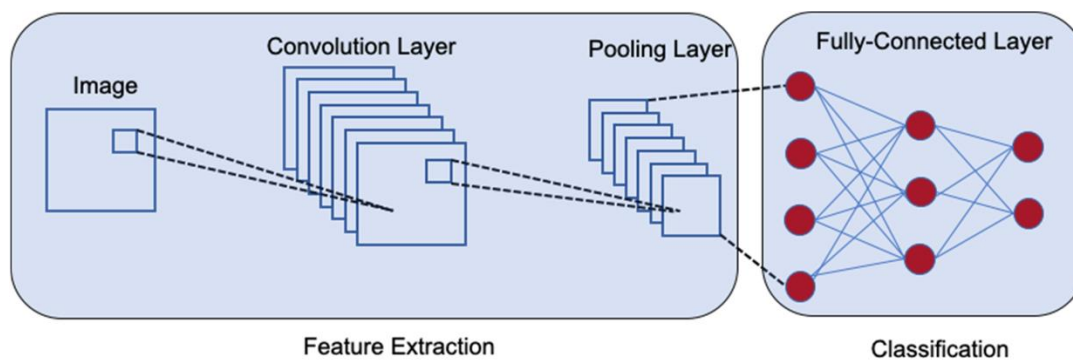 Image
Convolution Layer
Pooling Layer
Fully-Connected Layer
Feature Extraction
Classification